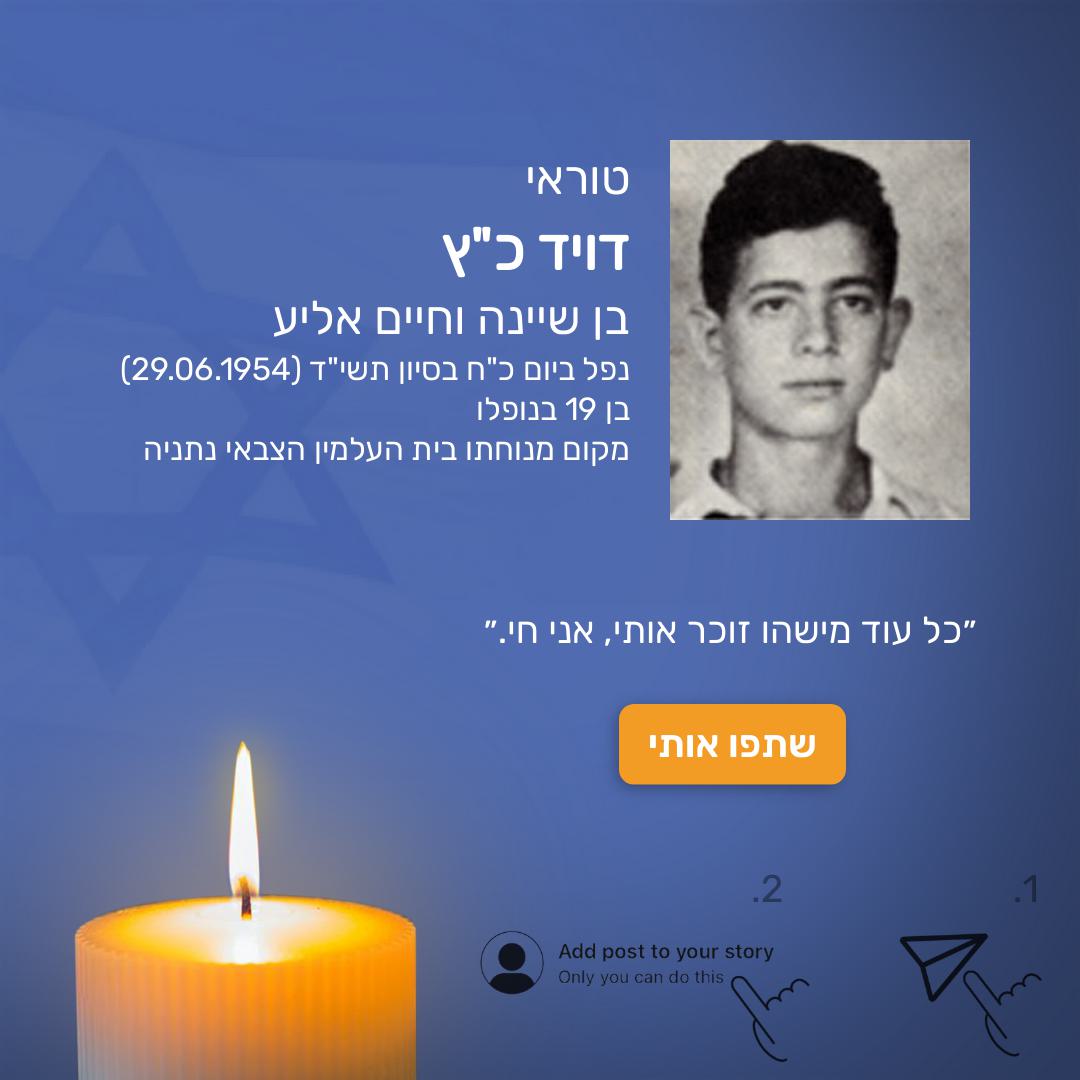 טוראי
דויד כ"ץ
בן שיינה וחיים אליע
נפל ביום כ"ח בסיון תשי"ד (29.06.1954)
בן 19 בנופלו
מקום מנוחתו בית העלמין הצבאי נתניה
״כל עוד מישהו זוכר אותי, אני חי.״
שתפו אותי
.1
.2
Add post to your story
Only you can do this